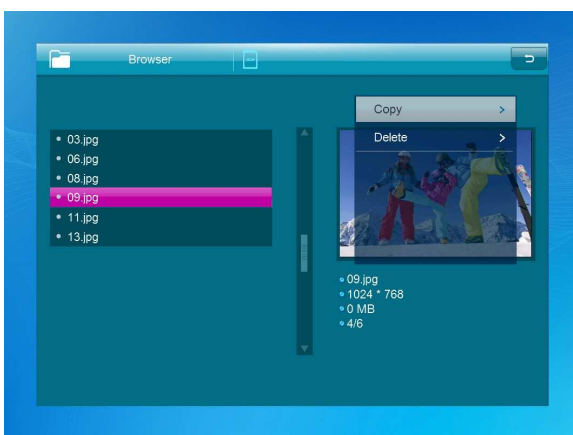 Browser
Copy >
Delete >
• 03.jpg
• 06.jpg
• 08.jpg
• 09.jpg
• 11.jpg
• 13.jpg
• 09.jpg
• 1024 * 768
• 0 MB
• 4/6